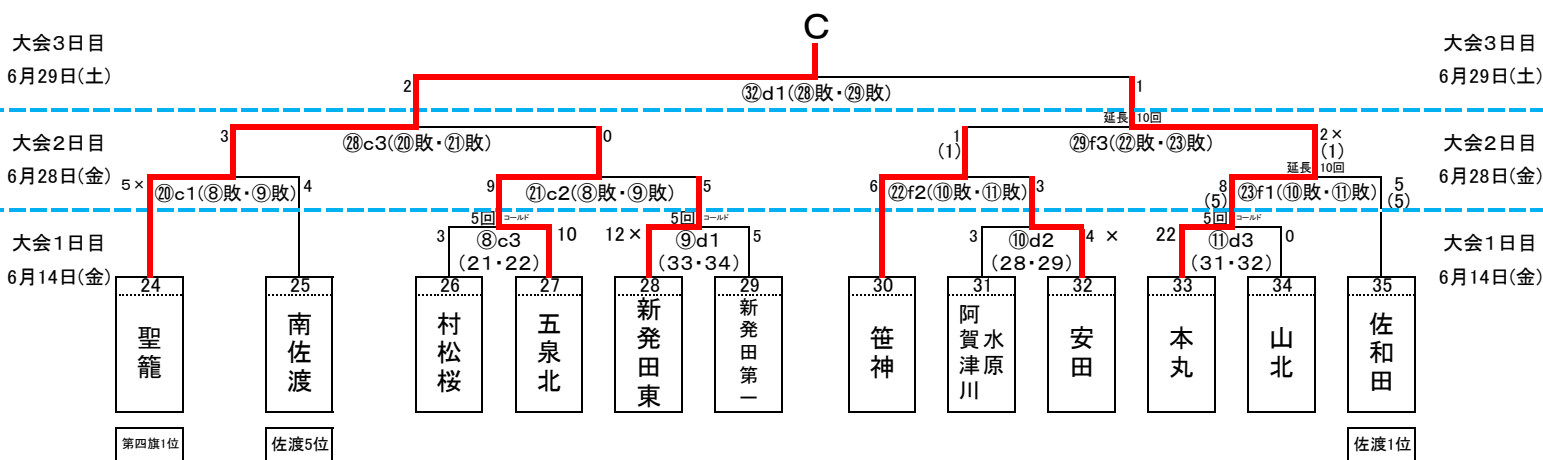 C
大会3日目
6月29日(土)
2
1
大会3日目
6月29日(土)
㉜d1(㉘敗・㉙敗)
延長 10回
大会2日目
6月28日(金)
3
㉘c3(⑳敗・㉑敗)
0
1
(1)
㉙f3(㉒敗・㉓敗)
2×
(1)
大会2日目
6月28日(金)
延長 10回
5×
⑳c1(⑧敗・⑨敗)
4
9
㉑c2(⑧敗・⑨敗)
5
6
㉒f2(⑩敗・⑪敗)
3
8
(5)
㉓f1(⑩敗・⑪敗)
5
(5)
5回 コールド
5回 コールド
5回 コールド
大会1日目
6月14日(金)
3
⑧c3
(21・22)
10
12×
⑨d1
(33・34)
5
3
⑩d2
(28・29)
4 ×
22
⑪d3
(31・32)
0
大会1日目
6月14日(金)
24
25
26
27
28
29
30
31
32
33
34
35
聖籠
南佐渡
村松桜
五泉北
新発田東
新発田第一
笹神
阿賀津川
水原
安田
本丸
山北
佐和田
第四旗1位
佐渡5位
佐渡1位